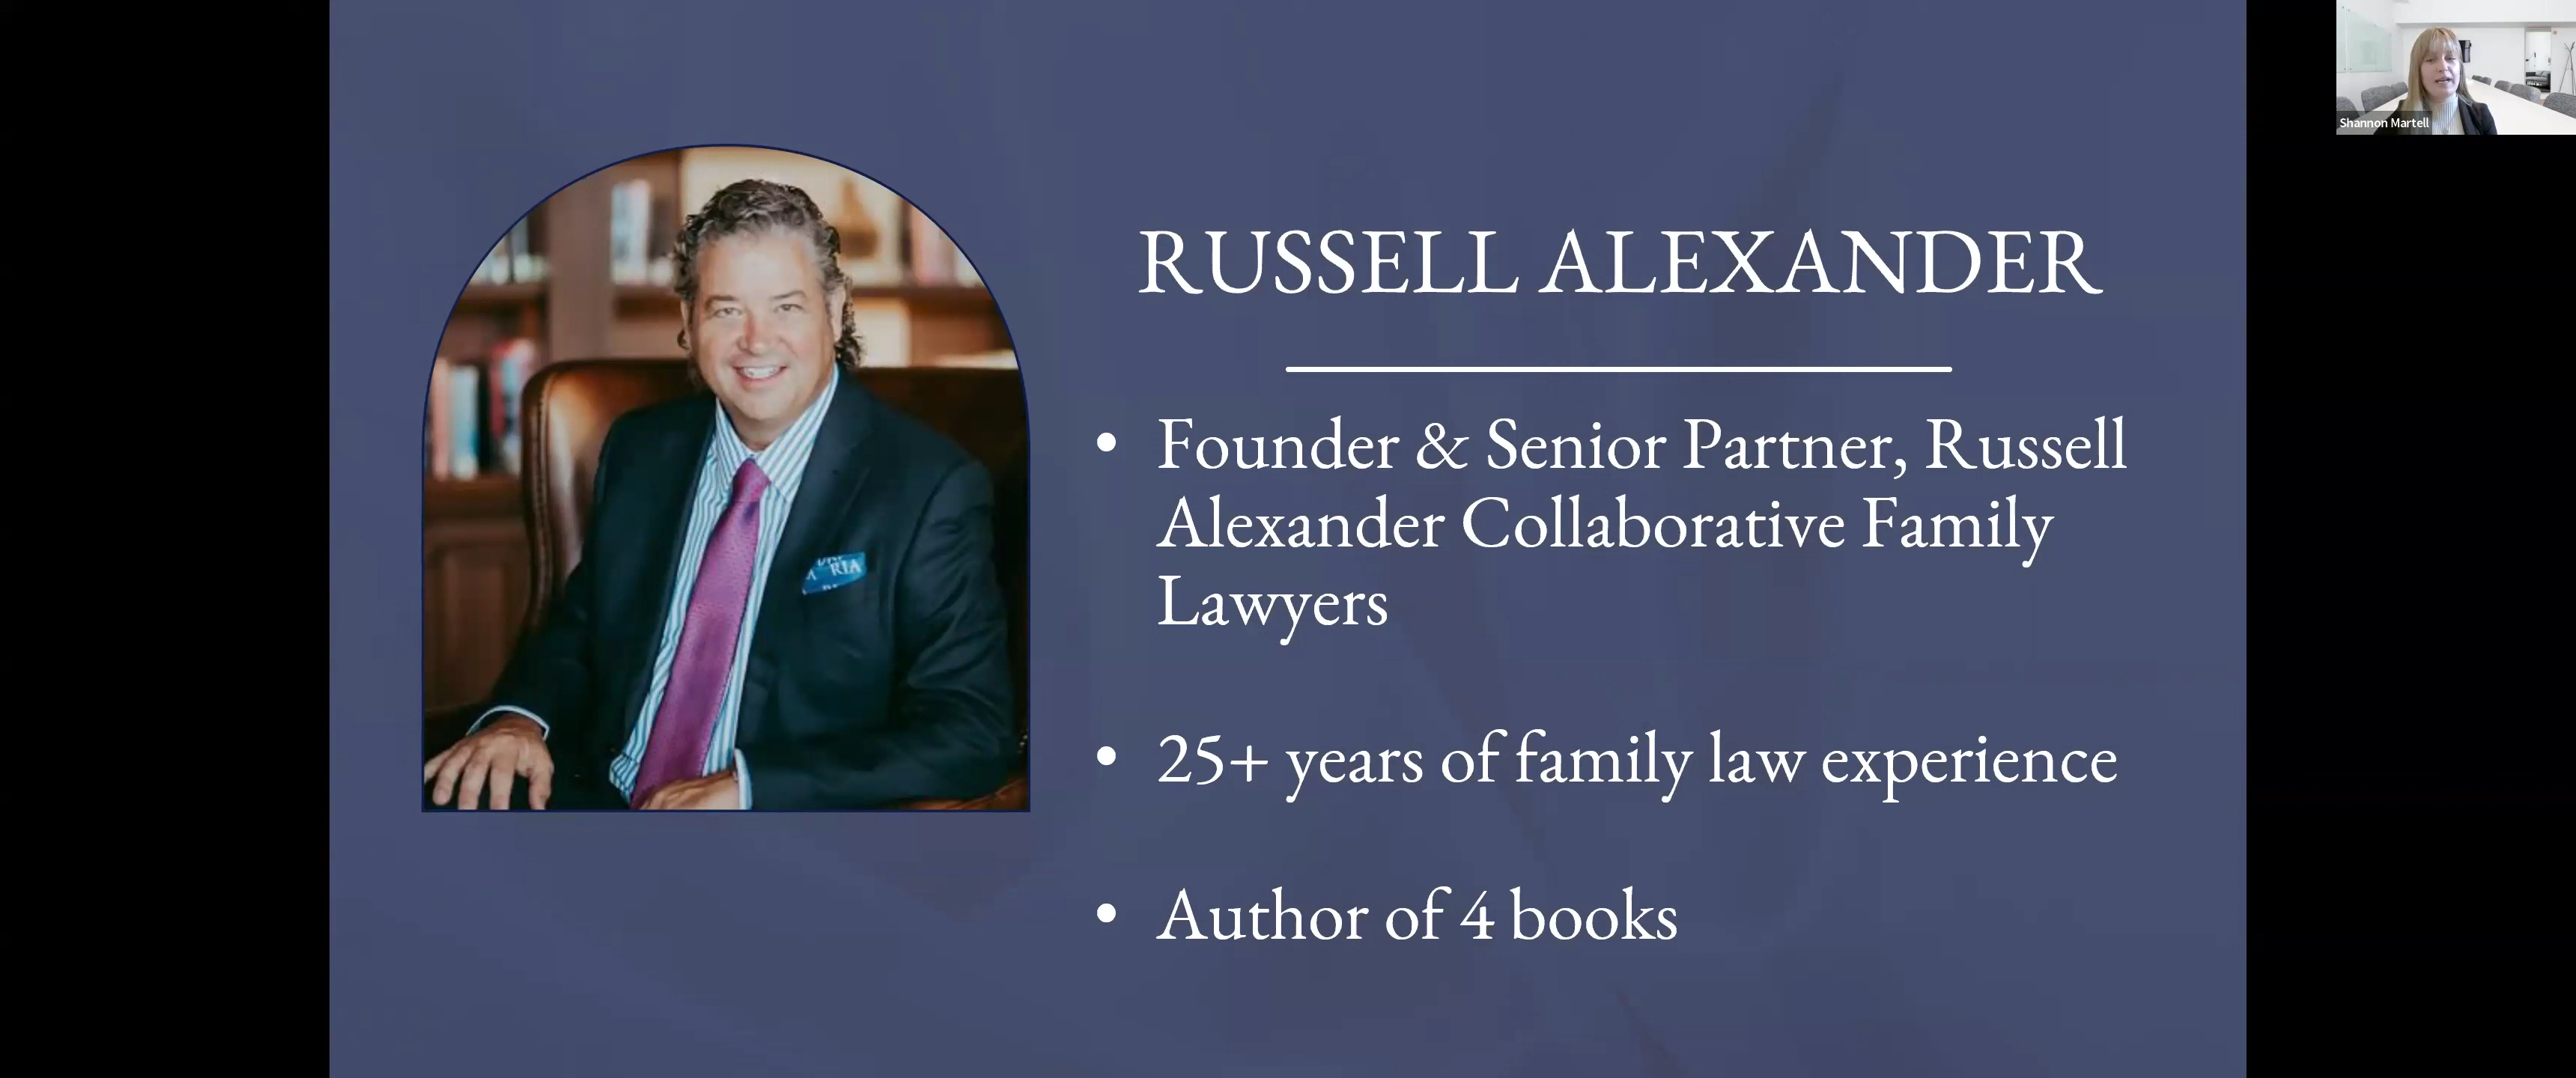 RUSSELL ALEXANDER
• Founder & Senior Partner, Russell
Alexander Collaborative Family
Lawyers
• 25+ years of family law experience
• Author of 4 books
Shannon Martell